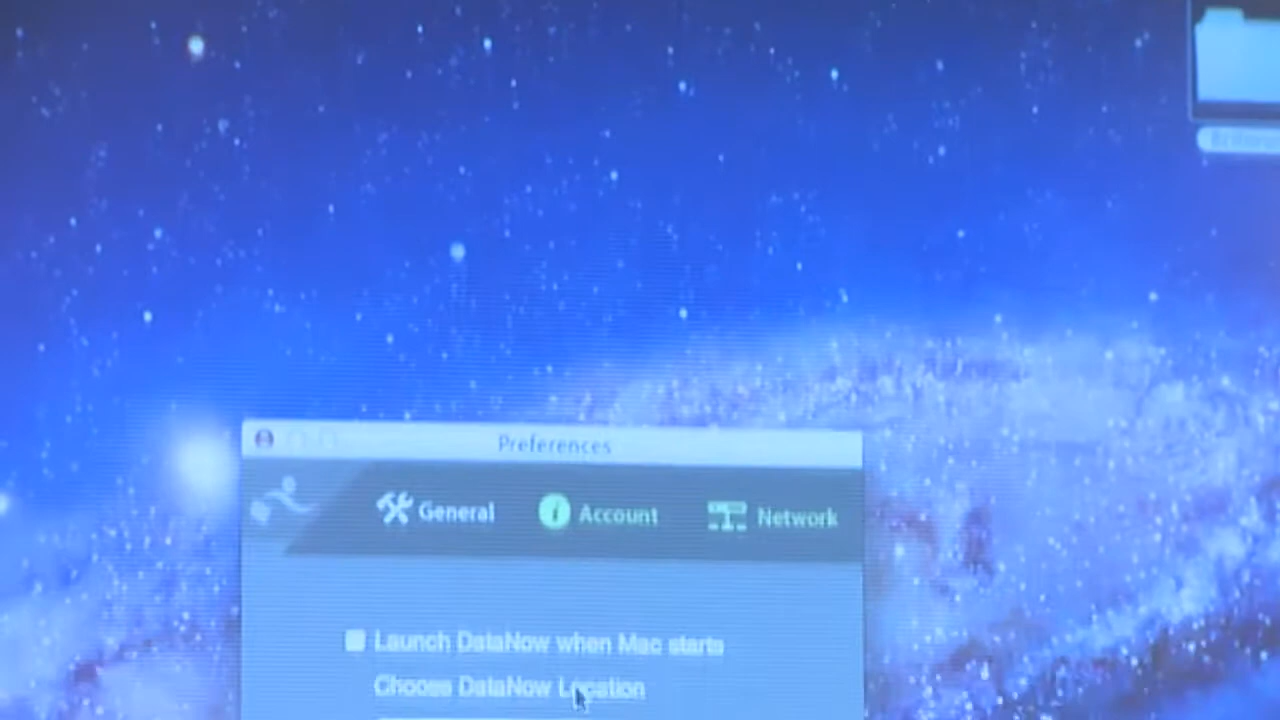 Preferences
General Account Network
Launch DataNow when Mac starts
Choose DataNow Location